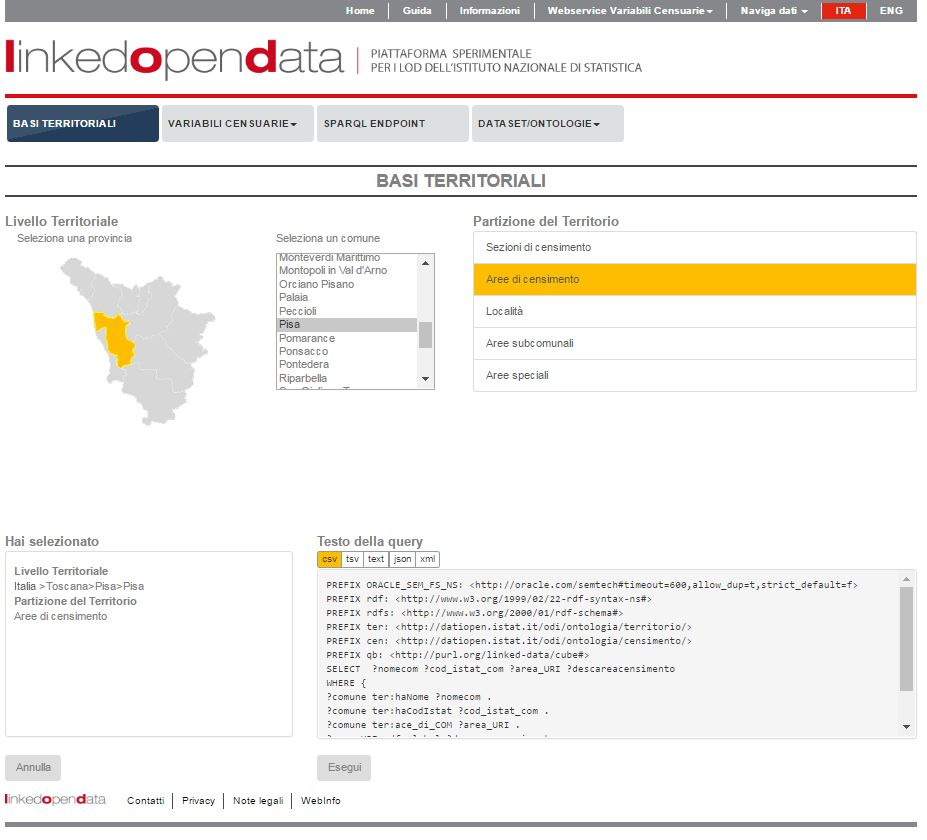 Home Guida Informazioni Webservice Variabili Censuarie Naviga dati ITA ENG
linkedopendata PIATTAFORMA SPERIMENTALE
PER I LOD DELL'ISTITUTO NAZIONALE DI STATISTICA
BASI TERRITORIALI VARIABILI CENSUARIE SPARQL ENDPOINT DATASET/ONTOLOGIE
BASI TERRITORIALI
Livello Territoriale
Seleziona una provincia
Seleziona un comune
Monteverdi Marittimo
Montopoli in Val d'Arno
Orciano Pisano
Palaia
Peccioli
Pisa
Pomarance
Ponsacco
Pontedera
Riparbella
Partizione del Territorio
Sezioni di censimento
Aree di censimento
Località
Aree subcomunali
Aree speciali
Hai selezionato
Livello Territoriale
Italia >Toscana>Pisa>Pisa
Partizione del Territorio
Aree di censimento
Testo della query
csv tsv text json xml
PREFIX ORACLE_SEM_FS_NS: <http://oracle.com/semtech#timeout=600,allow_dup=t,strict_default=f>
PREFIX rdf: <http://www.w3.org/1999/02/22-rdf-syntax-ns#>
PREFIX rdfs: <http://www.w3.org/2000/01/rdf-schema#>
PREFIX ter: <http://datiopen.istat.it/odi/ontologia/territorio/>
PREFIX cen: <http://datiopen.istat.it/odi/ontologia/censimento/>
PREFIX qb: <http://purl.org/linked-data/cube#>
SELECT ?nomecom ?cod_istat_com ?area_URI ?descareacensimento
WHERE {
?comune ter:haNome ?nomecom .
?comune ter:haCodIstat ?cod_istat_com .
?comune ter:ace_di_COM ?area_URI .
Annulla
Esegui
linkedopendata Contatti Privacy Note legali WebInfo